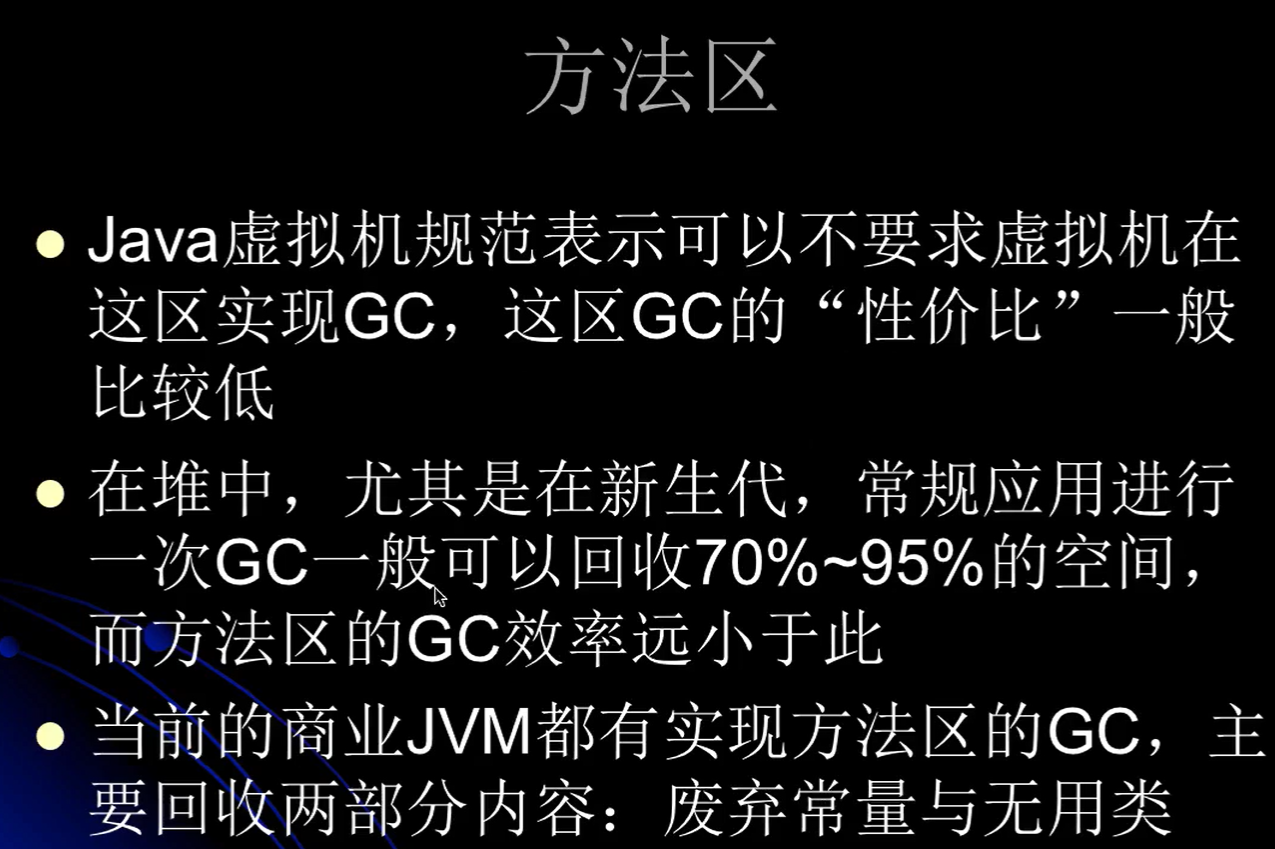 方法区
Java虚拟机规范表示可以不要求虚拟机在
这区实现GC，这区GC的“性价比”一般
比较低
在堆中，尤其是在新生代，常规应用进行
一次GC一般可以回收70%~95%的空间，
而方法区的GC效率远小于此
当前的商业JVM都有实现方法区的GC，主
要回收两部分内容：废弃常量与无用类